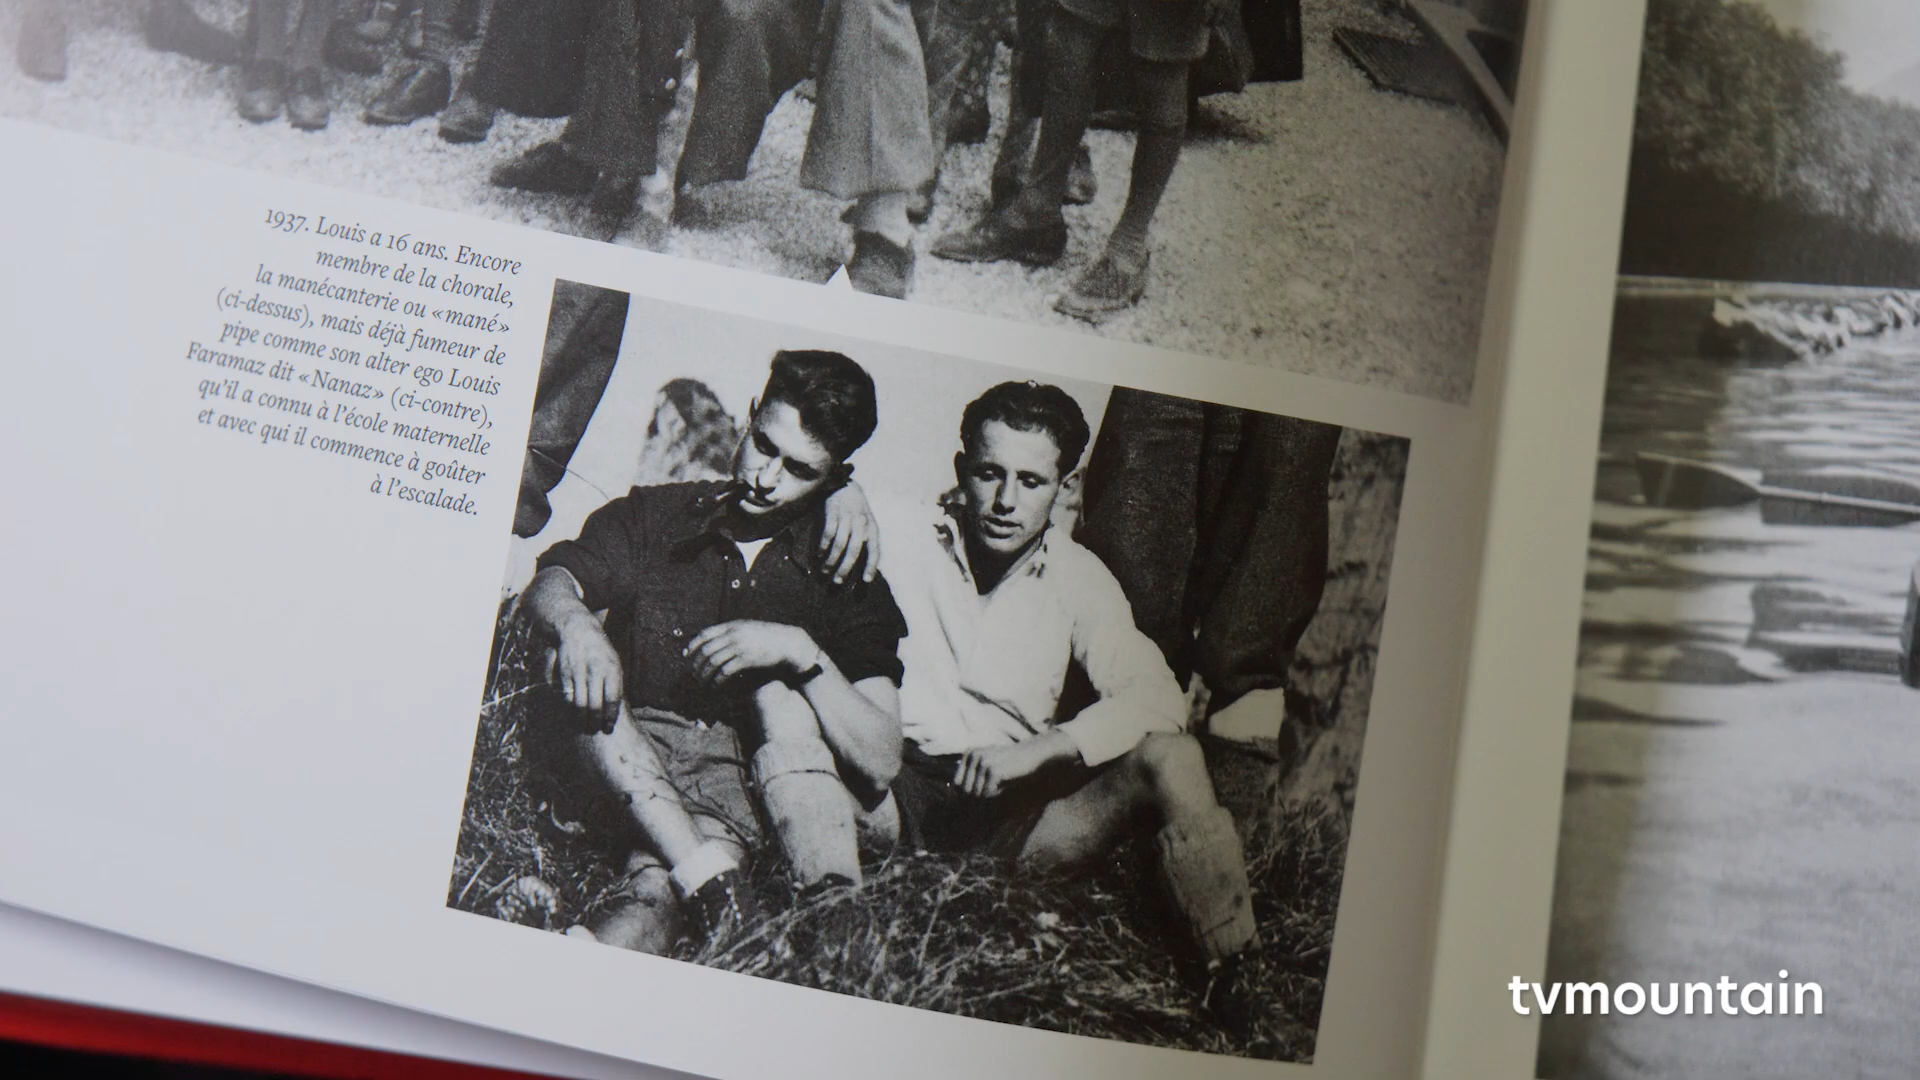 1937. Louis a 16 ans. Encore
membre de la chorale,
la manécanterie ou «mané»
(ci-dessus), mais déjà fumeur de
pipe comme son alter ego Louis
Faramaz dit «Nanaz» (ci-contre),
qu'il a connu à l'école maternelle
et avec qui il commence à goûter
à l'escalade.
tvmountain